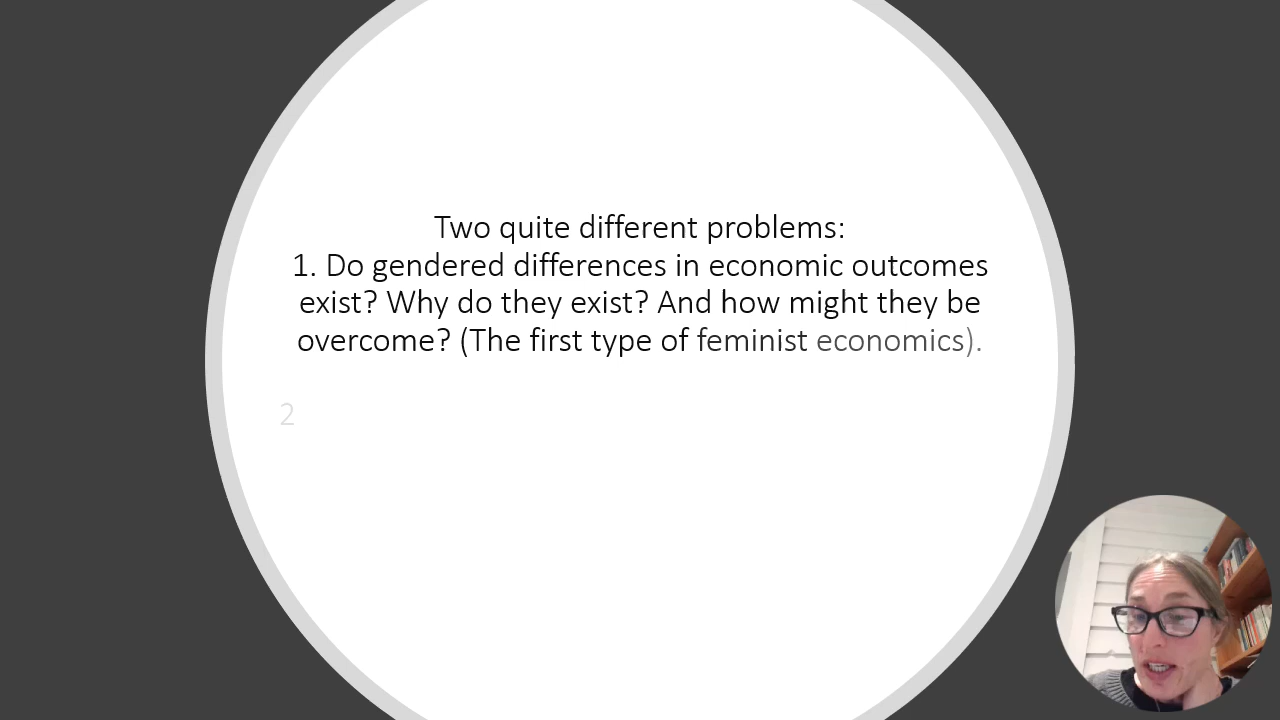 Two quite different problems:
1. Do gendered differences in economic outcomes
exist? Why do they exist? And how might they be
overcome? (The first type of feminist economics).
2